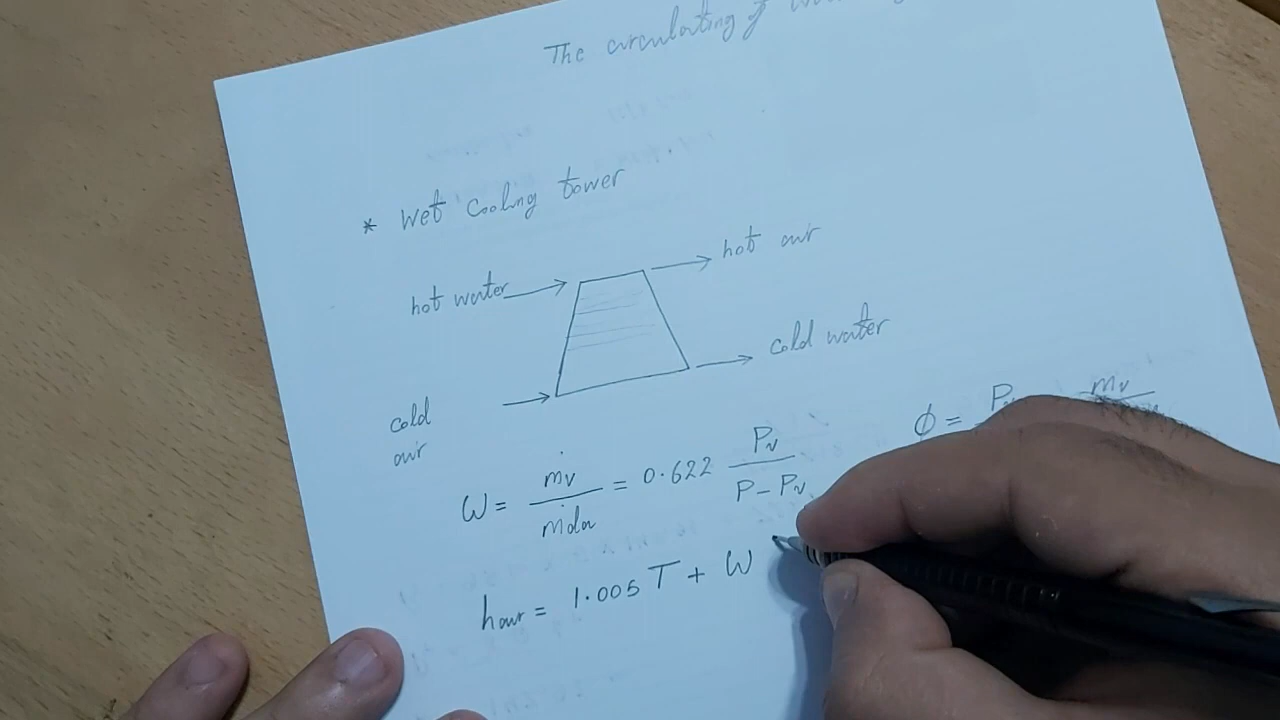 The circulating of
* Wet cooling tower
hot water
hot air
cold water
cold
air
ω = ṁv / ṁda = 0.622 Pv / P - Pv
ϕ = mv
hair = 1.005 T + ω